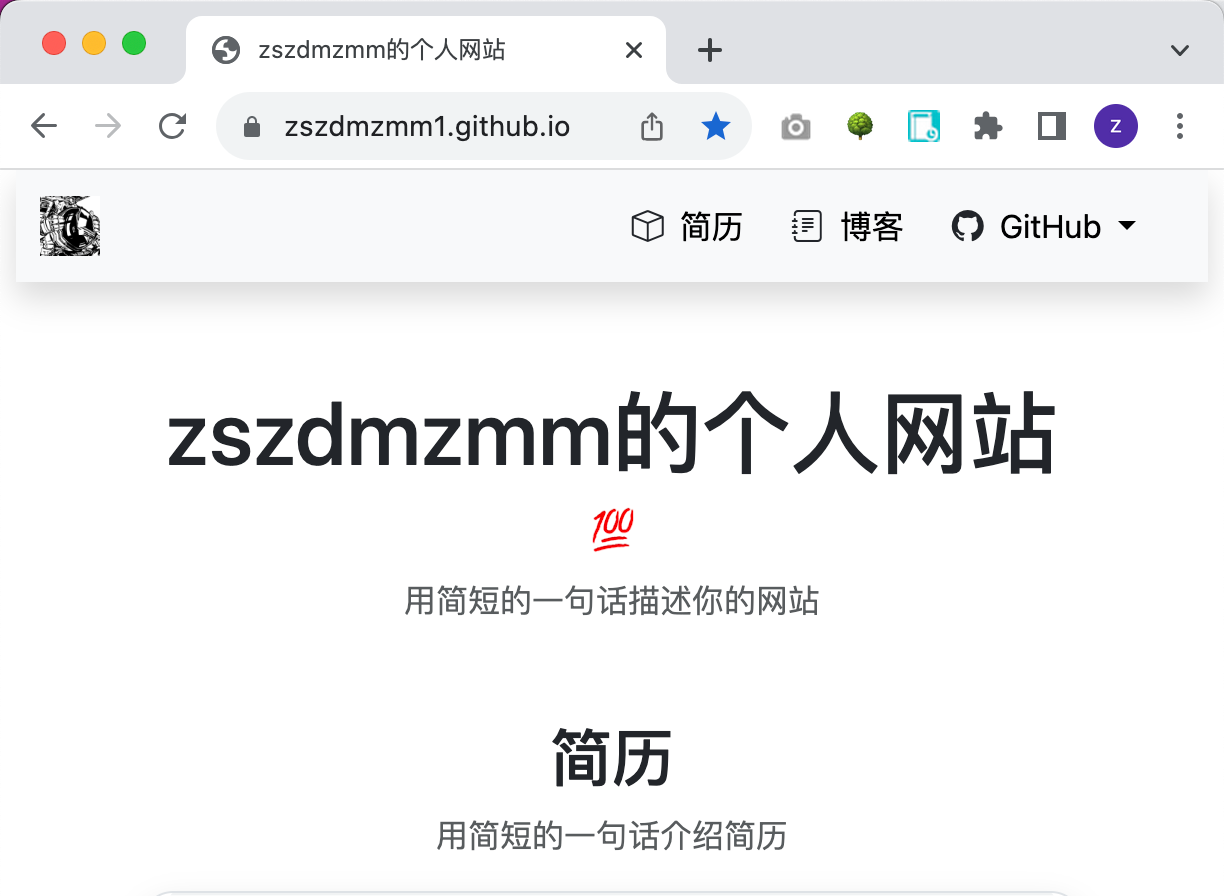 zszdmzmm的个人网站
zszdmzmm1.github.io
Z
简历 博客 GitHub
zszdmzmm的个人网站
💯
用简短的一句话描述你的网站
简历
用简短的一句话介绍简历